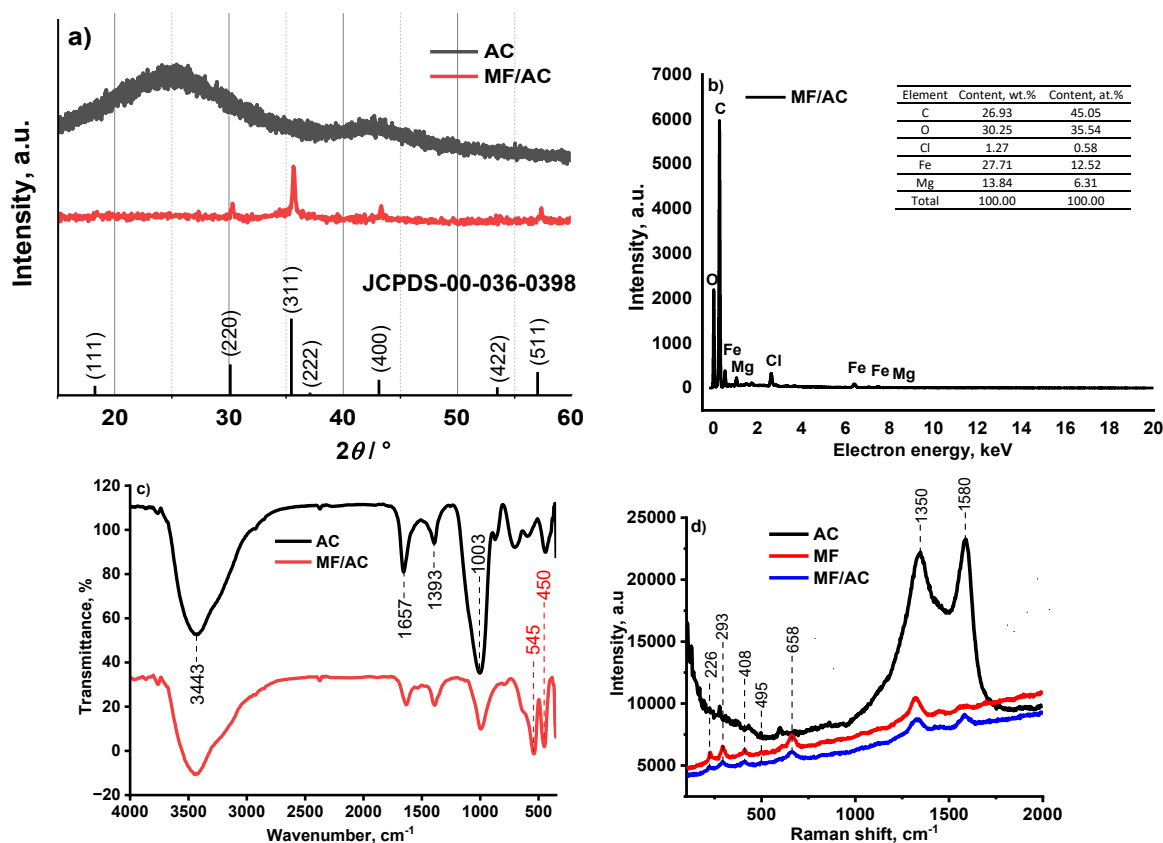 a)
AC
MF/AC
Intensity, a.u.
JCPDS-00-036-0398
(111)
(220)
(311)
(222)
(400)
(422)
(511)
20 30 40 50 60
2θ / °
b)
MF/AC
7000
6000
5000
4000
3000
2000
1000
0
Intensity, a.u.
Element Content, wt.% Content, at.%
C 26.93 45.05
O 30.25 35.54
Cl 1.27 0.58
Fe 27.71 12.52
Mg 13.84 6.31
Total 100.00 100.00
C
O
Fe
Mg
Cl
Fe
Fe
Mg
0 2 4 6 8 10 12 14 16 18 20
Electron energy, keV
c)
120
100
80
60
40
20
0
−20
Transmittance, %
AC
MF/AC
3443
1657
1393
1003
545
450
4000 3500 3000 2500 2000 1500 1000 500
Wavenumber, cm⁻¹
d)
25000
20000
15000
10000
5000
Intensity, a.u
AC
MF
MF/AC
226
293
408
495
658
1350
1580
500 1000 1500 2000
Raman shift, cm⁻¹